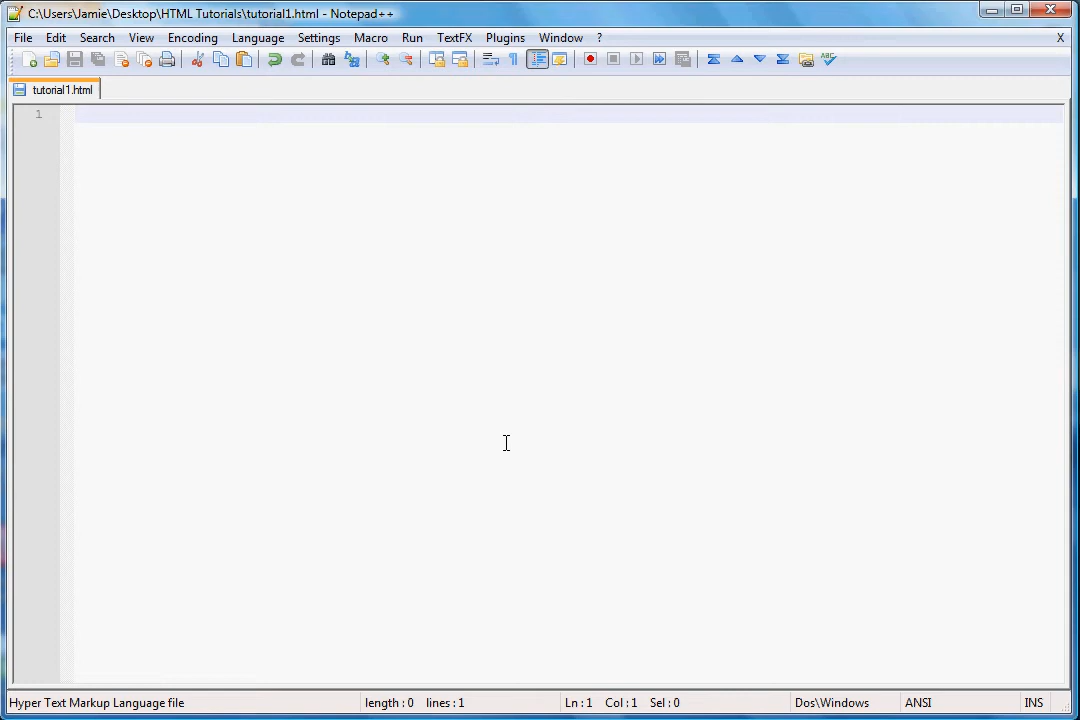 C:\Users\Jamie\Desktop\HTML Tutorials\tutorial1.html - Notepad++
File Edit Search View Encoding Language Settings Macro Run TextFX Plugins Window ? X
tutorial1.html
1
Hyper Text Markup Language file length : 0 lines : 1 Ln : 1 Col : 1 Sel : 0 Dos\Windows ANSI INS